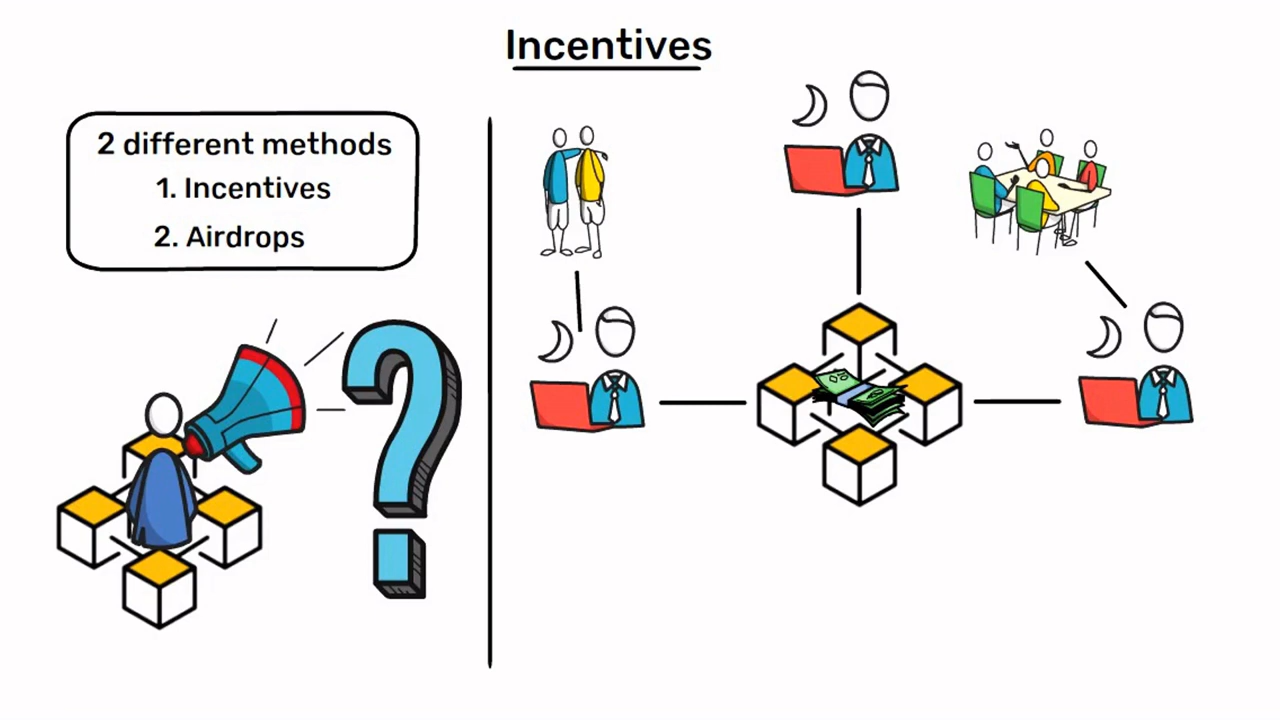 Incentives
2 different methods
1. Incentives
2. Airdrops